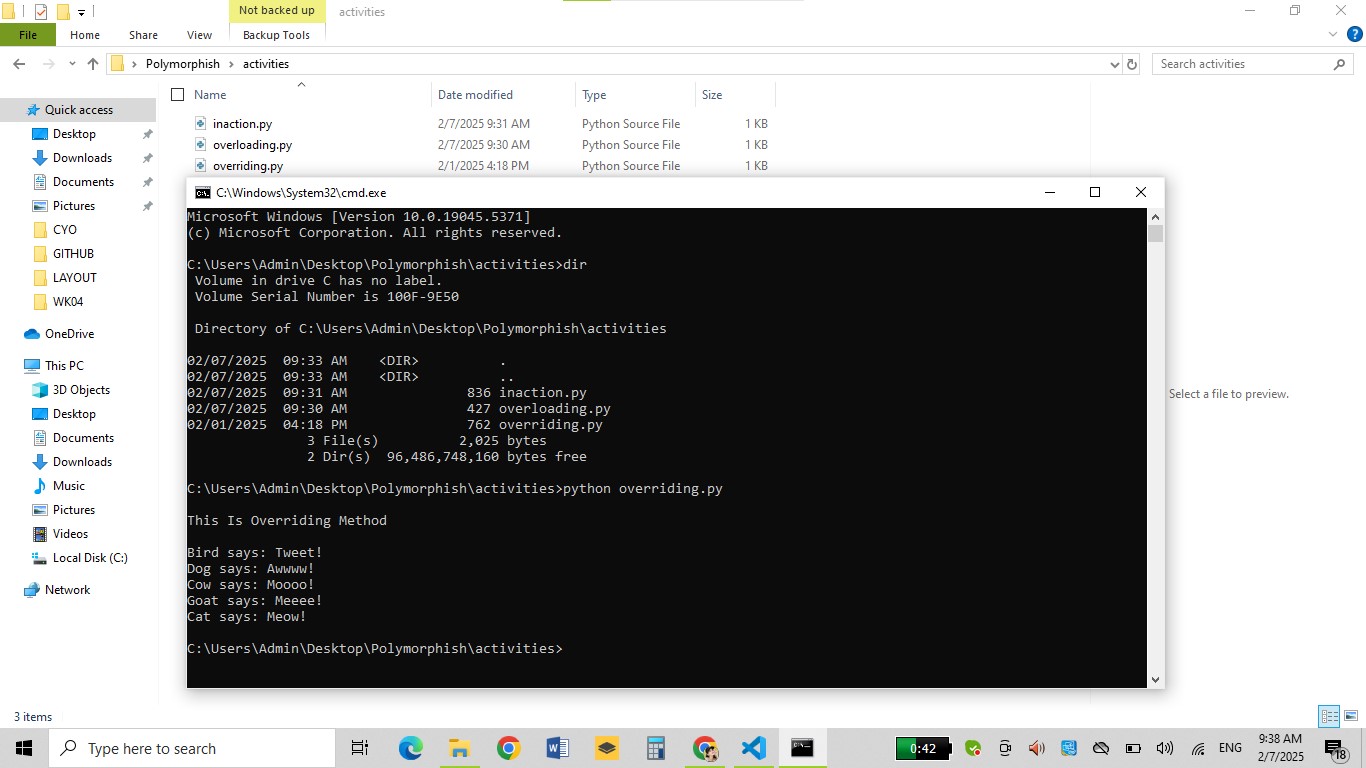 Not backed up
activities
File
Home
Share
View
Backup Tools
Polymorphish
activities
Search activities
Name
Date modified
Type
Size
inaction.py
2/7/2025 9:31 AM
Python Source File
1 KB
overloading.py
2/7/2025 9:30 AM
Python Source File
1 KB
overriding.py
2/1/2025 4:18 PM
Python Source File
1 KB
Quick access
Desktop
Downloads
Documents
Pictures
CYO
GITHUB
LAYOUT
WK04
OneDrive
This PC
3D Objects
Desktop
Documents
Downloads
Music
Pictures
Videos
Local Disk (C:)
Network
C:\Windows\System32\cmd.exe
Microsoft Windows [Version 10.0.19045.5371]
(c) Microsoft Corporation. All rights reserved.
C:\Users\Admin\Desktop\Polymorphish\activities>dir
Volume in drive C has no label.
Volume Serial Number is 100F-9E50
Directory of C:\Users\Admin\Desktop\Polymorphish\activities
02/07/2025  09:33 AM    <DIR>          .
02/07/2025  09:33 AM    <DIR>          ..
02/07/2025  09:31 AM               836 inaction.py
02/07/2025  09:30 AM               427 overloading.py
02/01/2025  04:18 PM               762 overriding.py
3 File(s)          2,025 bytes
2 Dir(s)  96,486,748,160 bytes free
C:\Users\Admin\Desktop\Polymorphish\activities>python overriding.py
This Is Overriding Method
Bird says: Tweet!
Dog says: Awwww!
Cow says: Moooo!
Goat says: Meeee!
Cat says: Meow!
C:\Users\Admin\Desktop\Polymorphish\activities>
Select a file to preview.
3 items
Type here to search
0:42
ENG
9:38 AM
2/7/2025
18